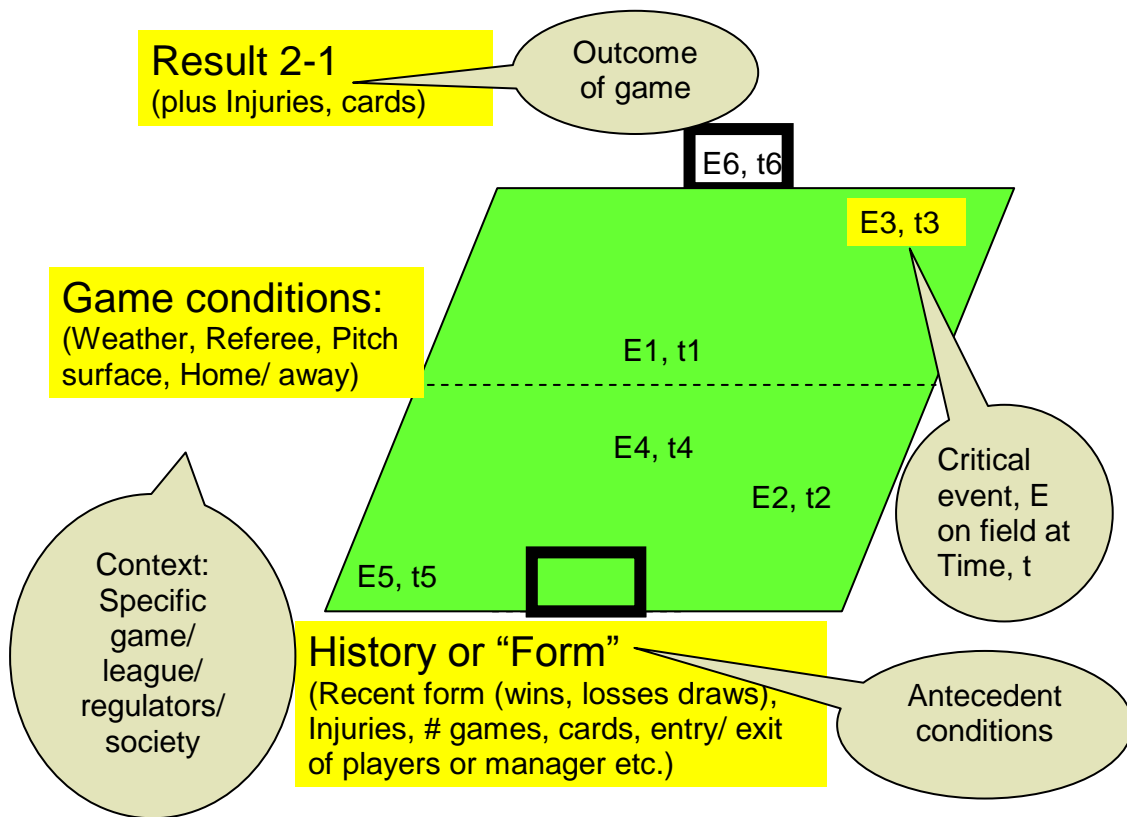 Result 2-1
(plus Injuries, cards)
Outcome
of game
E6, t6
E3, t3
Game conditions:
(Weather, Referee, Pitch
surface, Home/ away)
E1, t1
E4, t4
E2, t2
Critical
event, E
on field at
Time, t
Context:
Specific
game/
league/
regulators/
society
E5, t5
History or “Form”
(Recent form (wins, losses draws),
Injuries, # games, cards, entry/ exit
of players or manager etc.)
Antecedent
conditions